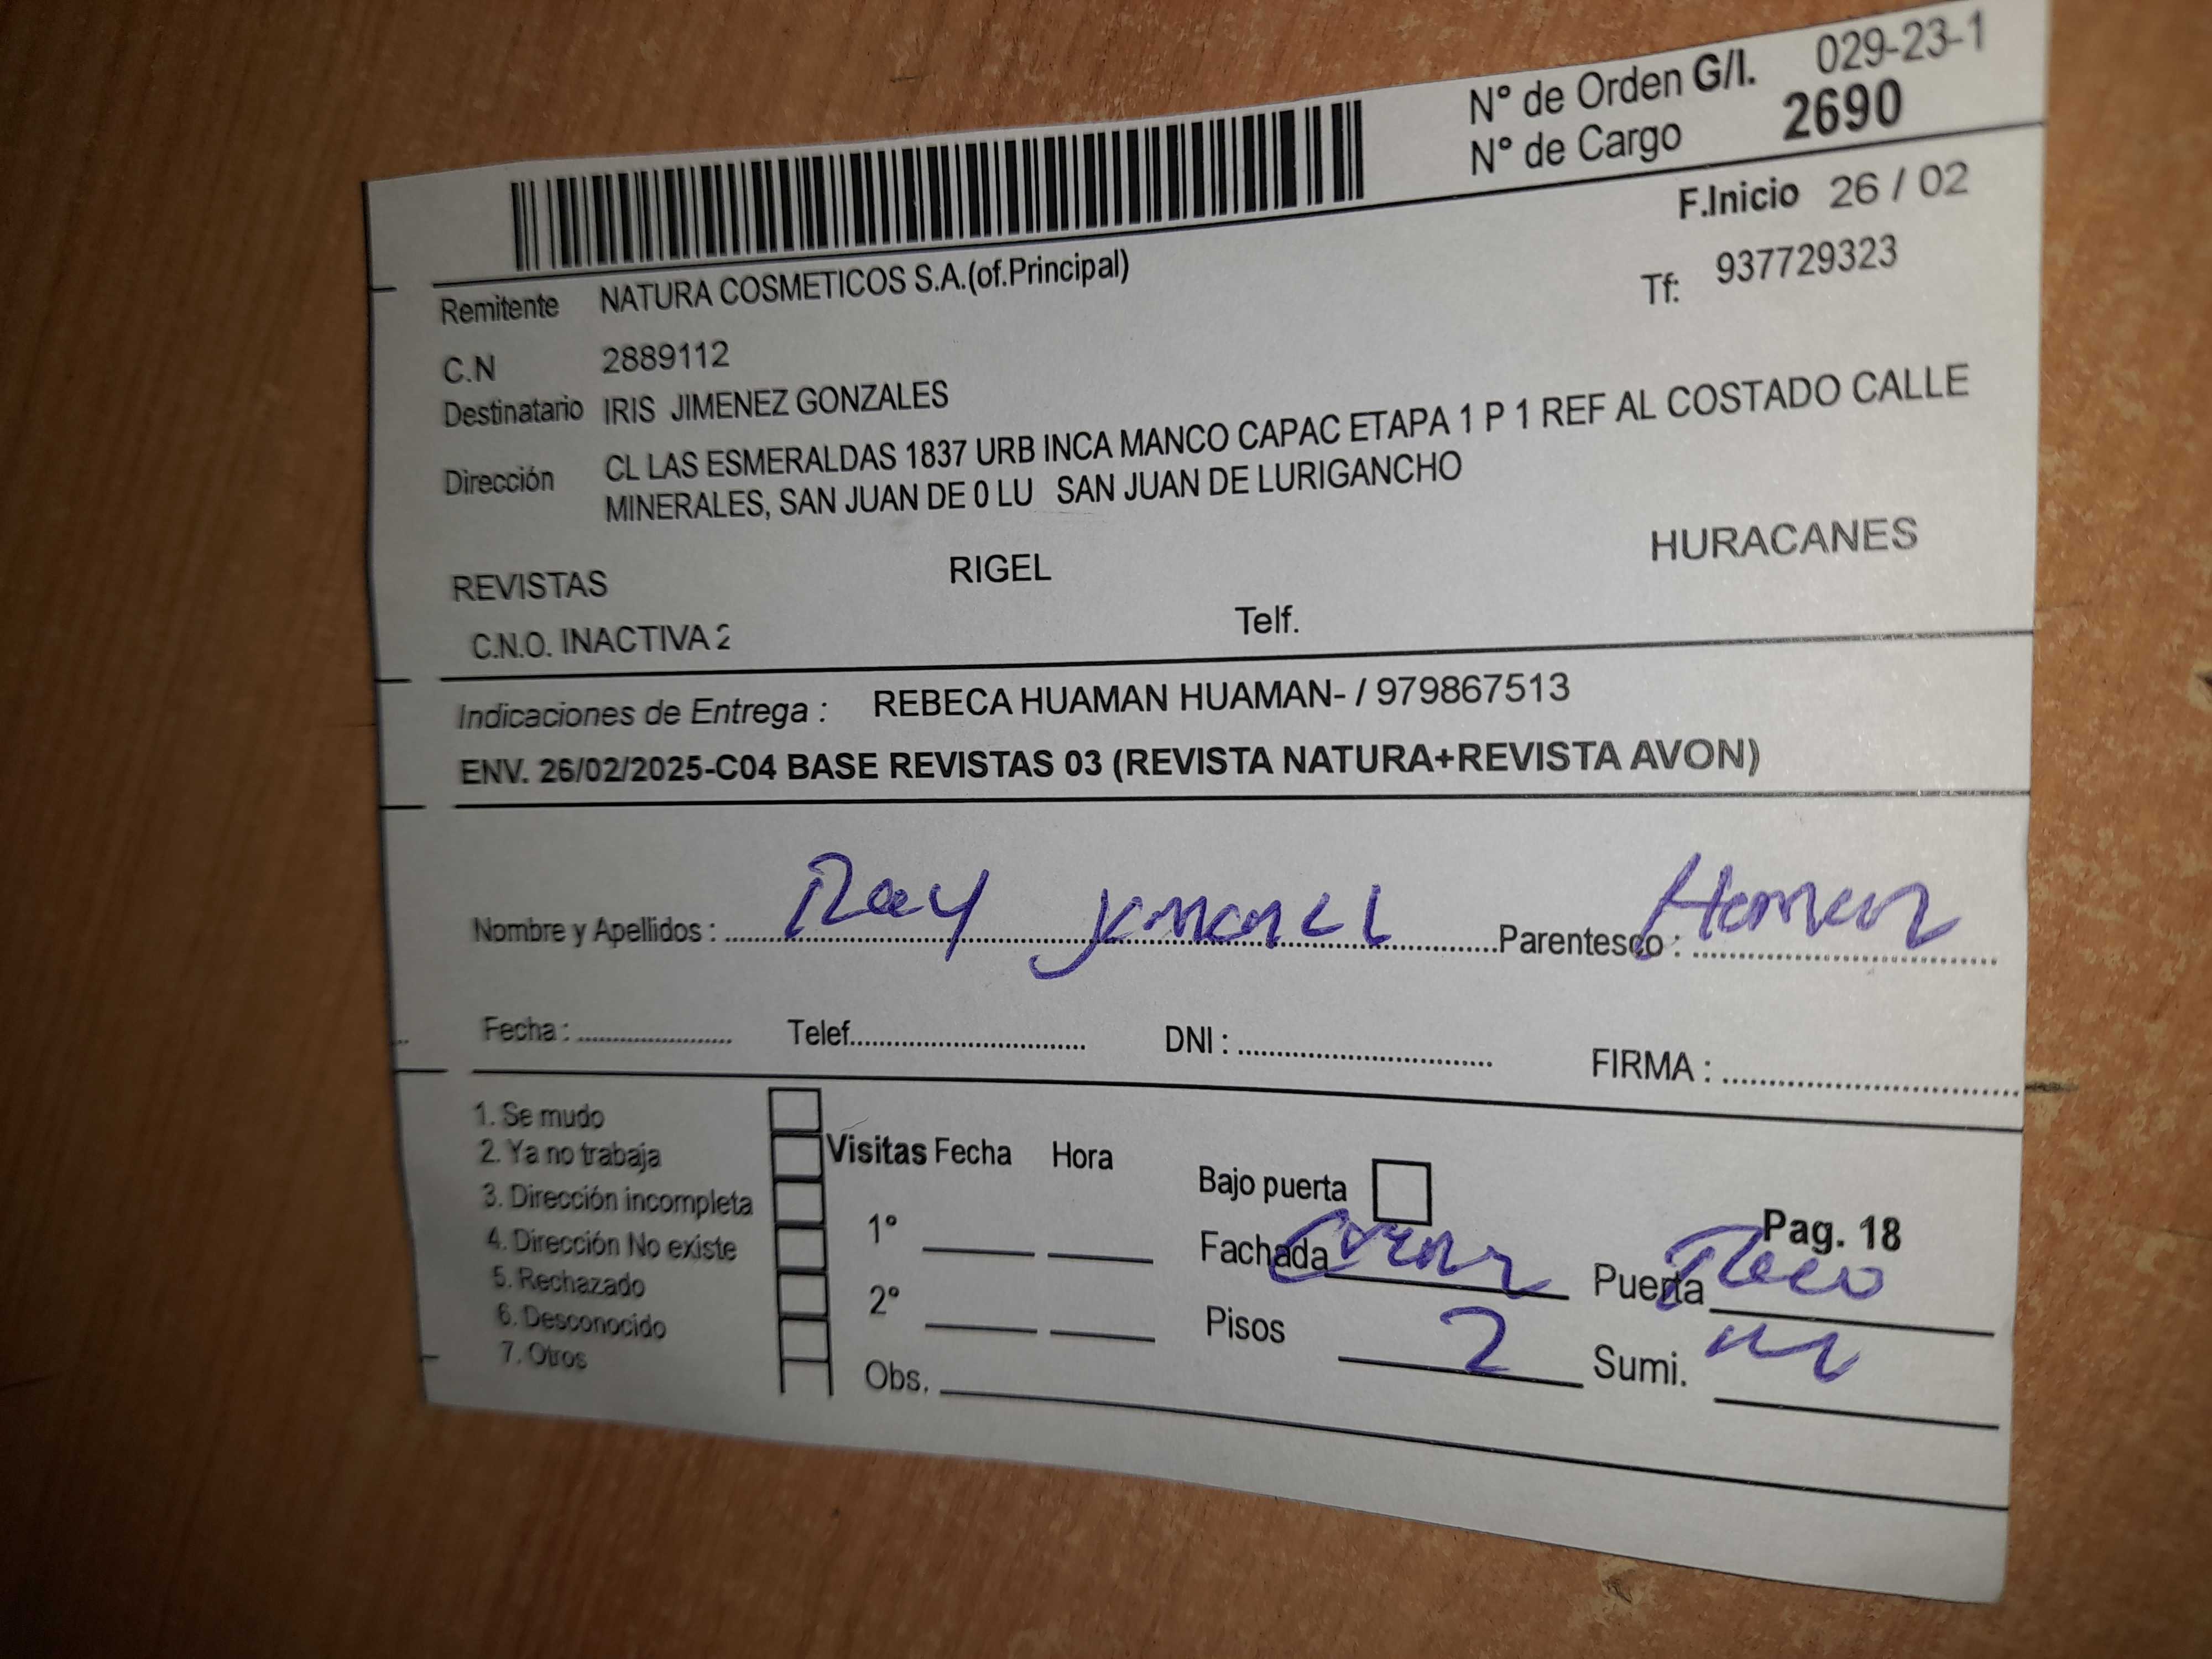 N° de Orden G/I. 029-23-1
N° de Cargo 2690
F.Inicio 26 / 02
Remitente NATURA COSMETICOS S.A.(of.Principal)
Tf: 937729323
C.N 2889112
Destinatario IRIS JIMENEZ GONZALES
Dirección CL LAS ESMERALDAS 1837 URB INCA MANCO CAPAC ETAPA 1 P 1 REF AL COSTADO CALLE
MINERALES, SAN JUAN DE 0 LU SAN JUAN DE LURIGANCHO
REVISTAS RIGEL HURACANES
C.N.O. INACTIVA 2 Telf.
Indicaciones de Entrega : REBECA HUAMAN HUAMAN- / 979867513
ENV. 26/02/2025-C04 BASE REVISTAS 03 (REVISTA NATURA+REVISTA AVON)
Nombre y Apellidos : Ray Parentesco :
Fecha : Telef. DNI : FIRMA :
1. Se mudo
2. Ya no trabaja
3. Dirección incompleta
4. Dirección No existe
5. Rechazado
6. Desconocido
7. Otros
Visitas Fecha Hora
1°
2°
Obs.
Bajo puerta
Pag. 18
Fachada Puerta
Pisos 2 Sumi.